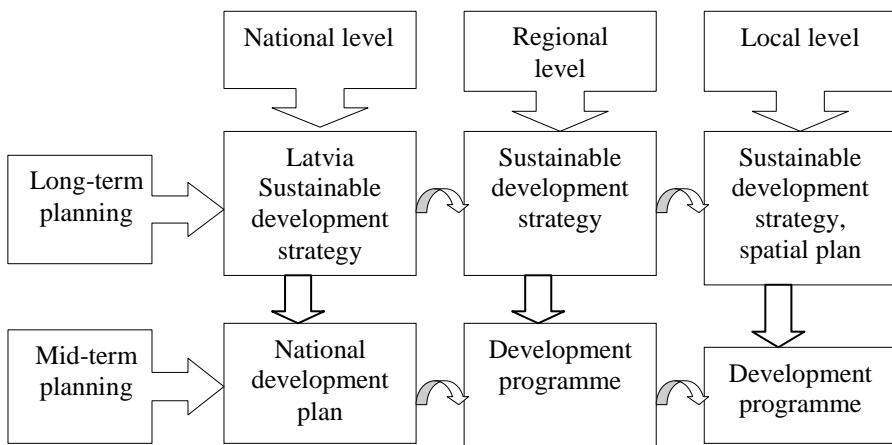 National level
Regional
level
Local level
Long-term
planning
Latvia
Sustainable
development
strategy
Sustainable
development
strategy
Sustainable
development
strategy,
spatial plan
Mid-term
planning
National
development
plan
Development
programme
Development
programme